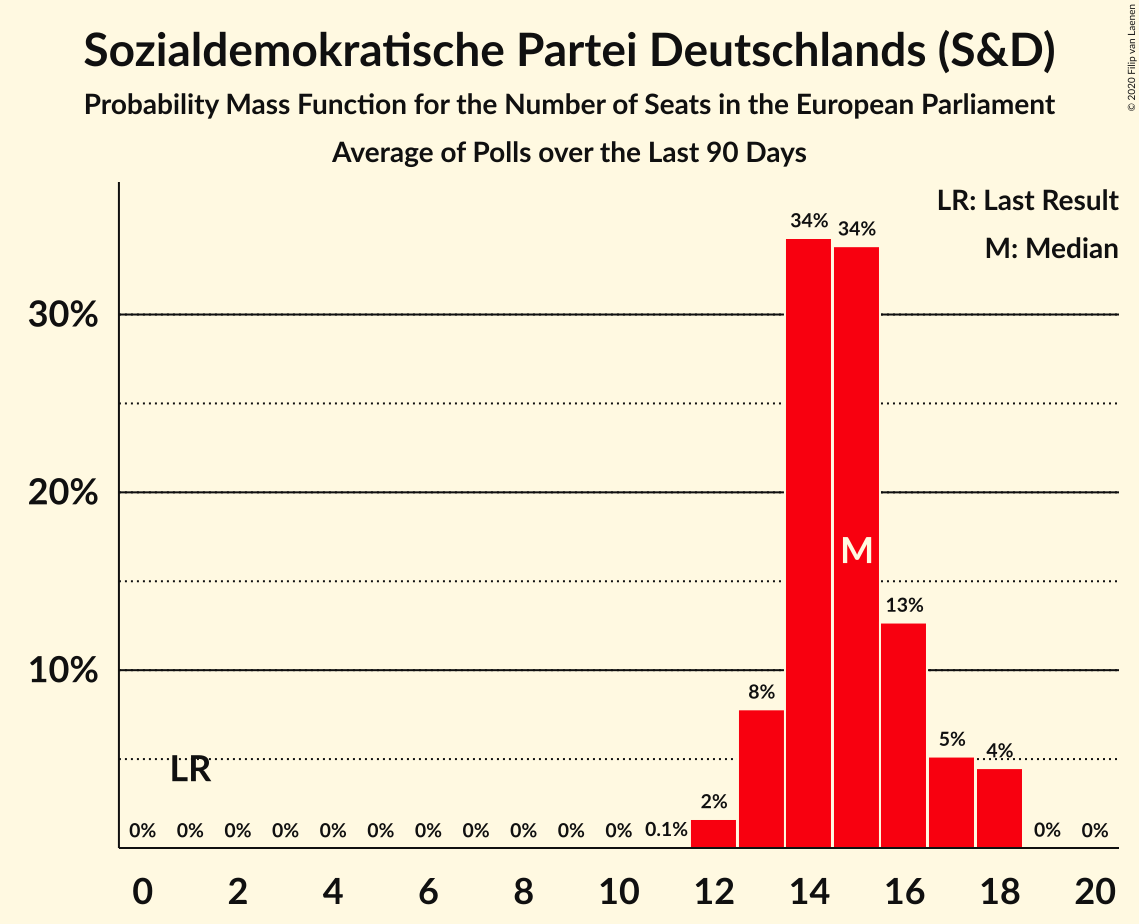 Sozialdemokratische Partei Deutschlands (S&D)
Probability Mass Function for the Number of Seats in the European Parliament
Average of Polls over the Last 90 Days
© 2020 Filip van Laenen
LR: Last Result
M: Median
34% 34%
30%
20%
M
13%
10%
8%
5% 4%
LR
2%
0% 0% 0% 0% 0% 0% 0% 0% 0% 0% 0% 0.1% 0% 0%
0 2 4 6 8 10 12 14 16 18 20